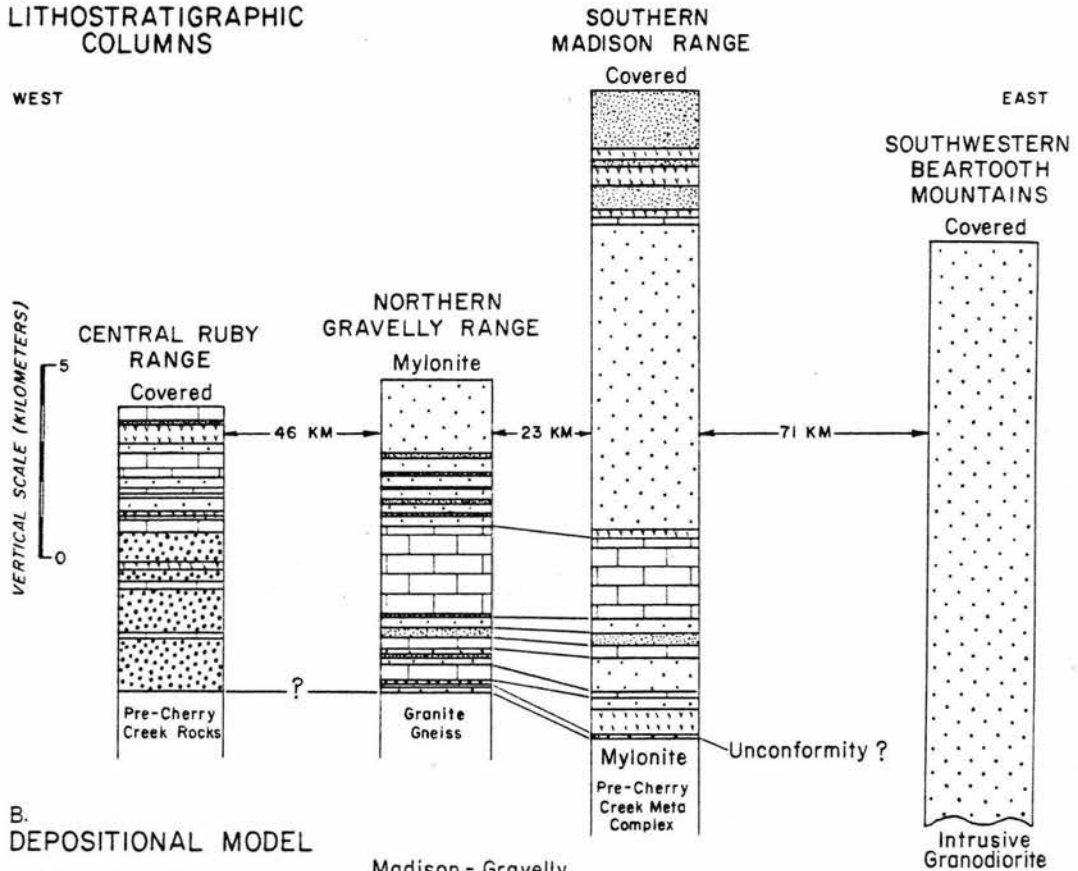 LITHOSTRATIGRAPHIC
COLUMNS
WEST
EAST
SOUTHERN
MADISON RANGE
Covered
SOUTHWESTERN
BEARTOOTH
MOUNTAINS
Covered
NORTHERN
GRAVELLY RANGE
Mylonite
CENTRAL RUBY
RANGE
Covered
VERTICAL SCALE (KILOMETERS)
5
0
46 KM
23 KM
71 KM
?
Pre-Cherry
Creek Rocks
Granite
Gneiss
Mylonite
Pre-Cherry
Creek Meta
Complex
Unconformity ?
Intrusive
Granodiorite
B.
DEPOSITIONAL MODEL
Madison - Gravelly